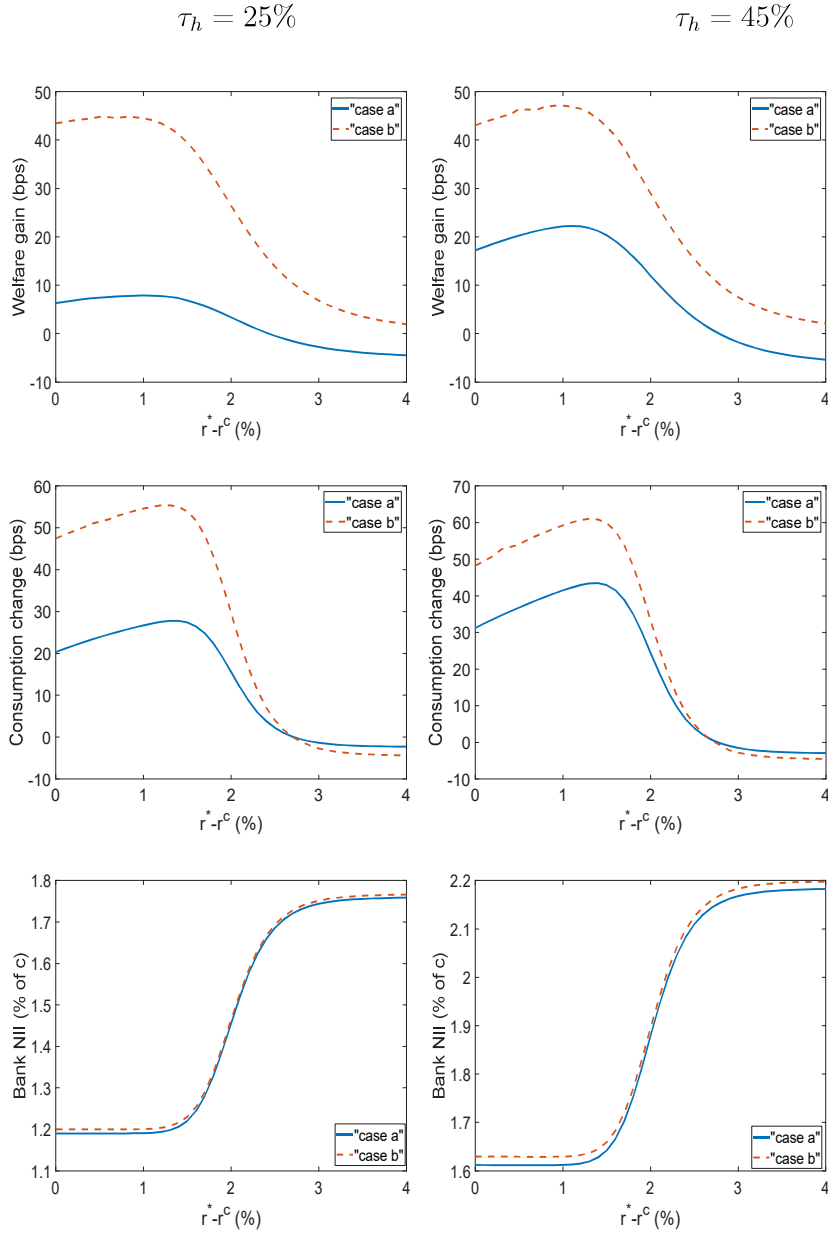 τ_h = 25%
τ_h = 45%
Welfare gain (bps)
50
40
30
20
10
0
-10
0 1 2 3 4
r*-r^c (%)
"case a"
"case b"
Welfare gain (bps)
50
40
30
20
10
0
-10
0 1 2 3 4
r*-r^c (%)
"case a"
"case b"
Consumption change (bps)
60
50
40
30
20
10
0
-10
0 1 2 3 4
r*-r^c (%)
"case a"
"case b"
Consumption change (bps)
70
60
50
40
30
20
10
0
-10
0 1 2 3 4
r*-r^c (%)
"case a"
"case b"
Bank NII (% of c)
1.8
1.7
1.6
1.5
1.4
1.3
1.2
1.1
0 1 2 3 4
r*-r^c (%)
"case a"
"case b"
Bank NII (% of c)
2.2
2.1
2
1.9
1.8
1.7
1.6
0 1 2 3 4
r*-r^c (%)
"case a"
"case b"